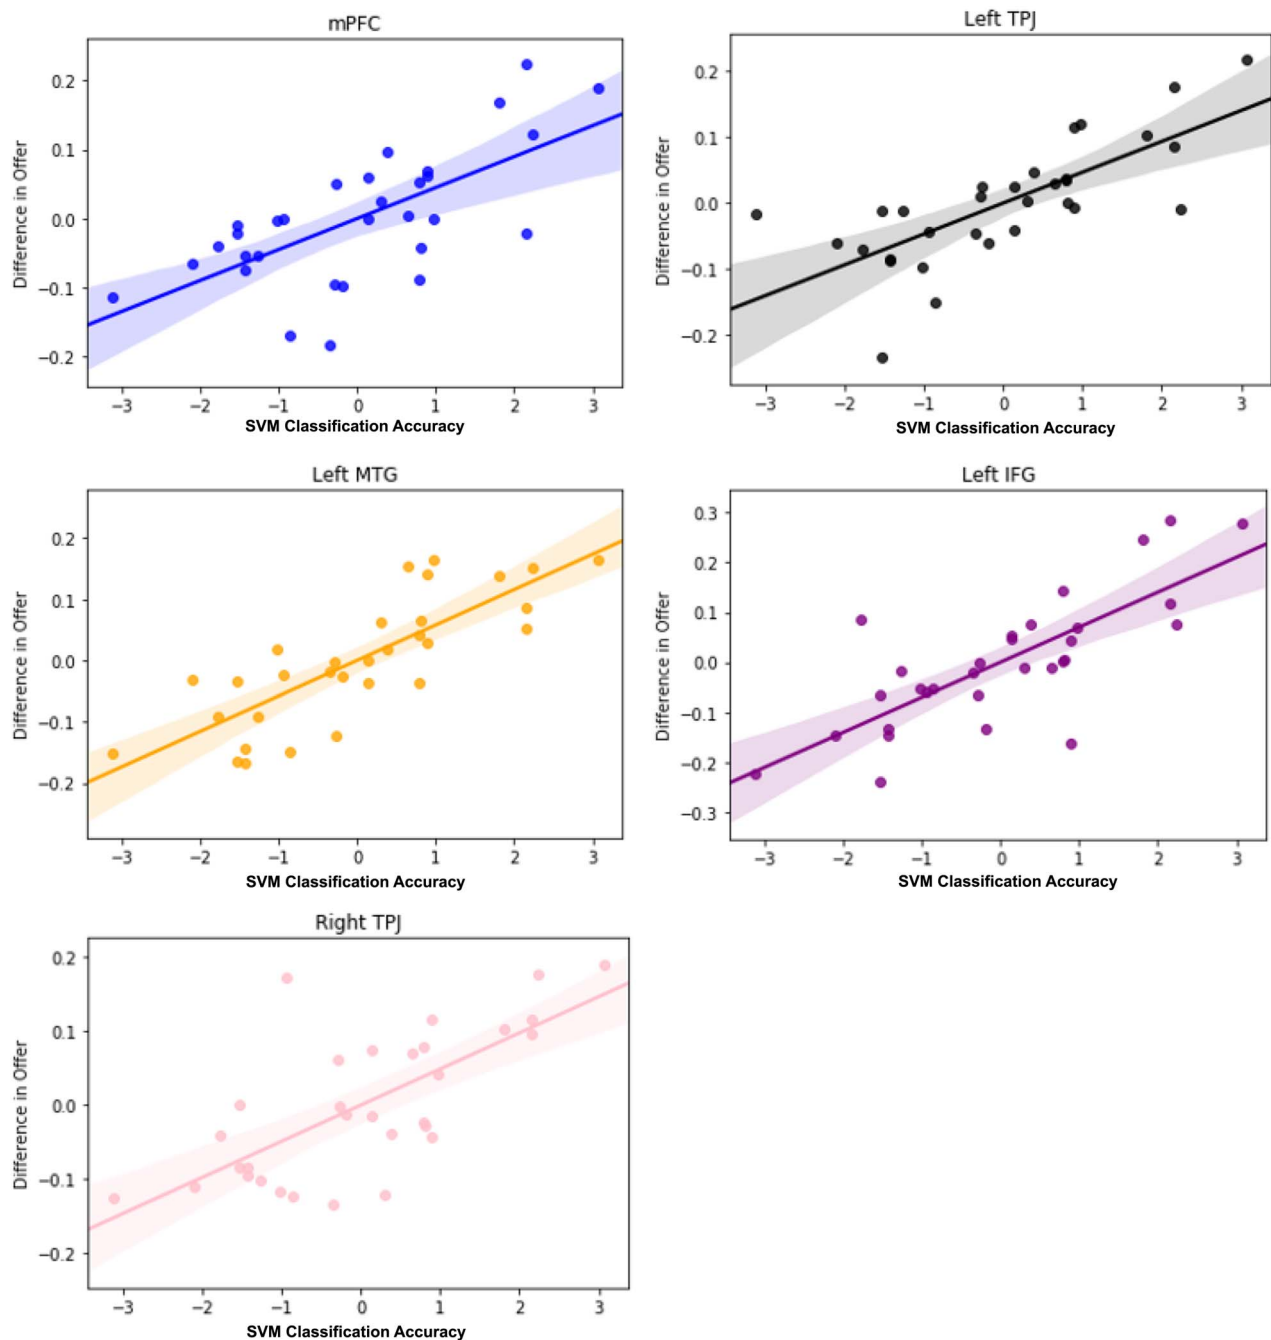 mPFC
Difference in Offer
0.2
0.1
0.0
−0.1
−0.2
−3 −2 −1 0 1 2 3
SVM Classification Accuracy
Left TPJ
Difference in Offer
0.2
0.1
0.0
−0.1
−0.2
−3 −2 −1 0 1 2 3
SVM Classification Accuracy
Left MTG
Difference in Offer
0.2
0.1
0.0
−0.1
−0.2
−3 −2 −1 0 1 2 3
SVM Classification Accuracy
Left IFG
Difference in Offer
0.3
0.2
0.1
0.0
−0.1
−0.2
−0.3
−3 −2 −1 0 1 2 3
SVM Classification Accuracy
Right TPJ
Difference in Offer
0.2
0.1
0.0
−0.1
−0.2
−3 −2 −1 0 1 2 3
SVM Classification Accuracy